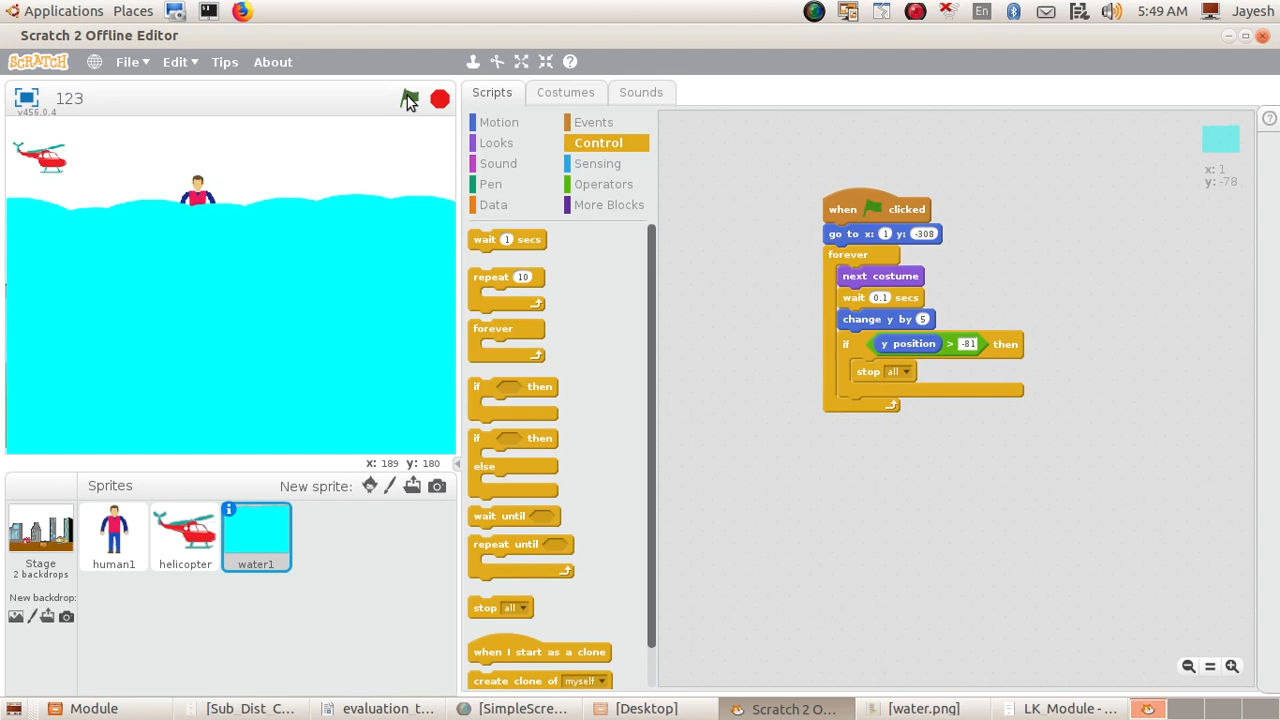 Applications Places En 5:49 AM Jayesh
Scratch 2 Offline Editor
SCRATCH File Edit Tips About
123
v456.0.4
Scripts Costumes Sounds
Motion Events
Looks Control
Sound Sensing
Pen Operators
Data More Blocks
wait 1 secs
repeat 10
forever
if then
if then
else
wait until
repeat until
stop all
when I start as a clone
create clone of myself
x: 1
y: -78
when clicked
go to x: 1 y: -308
forever
next costume
wait 0.1 secs
change y by 5
if y position > -81 then
stop all
x: 189 y: 180
Sprites New sprite:
Stage
2 backdrops
New backdrop:
human1
helicopter
water1
Module [Sub_Dist_C... evaluation_t... [SimpleScre... [Desktop] Scratch 2 O... [water.png] LK_Module - ...